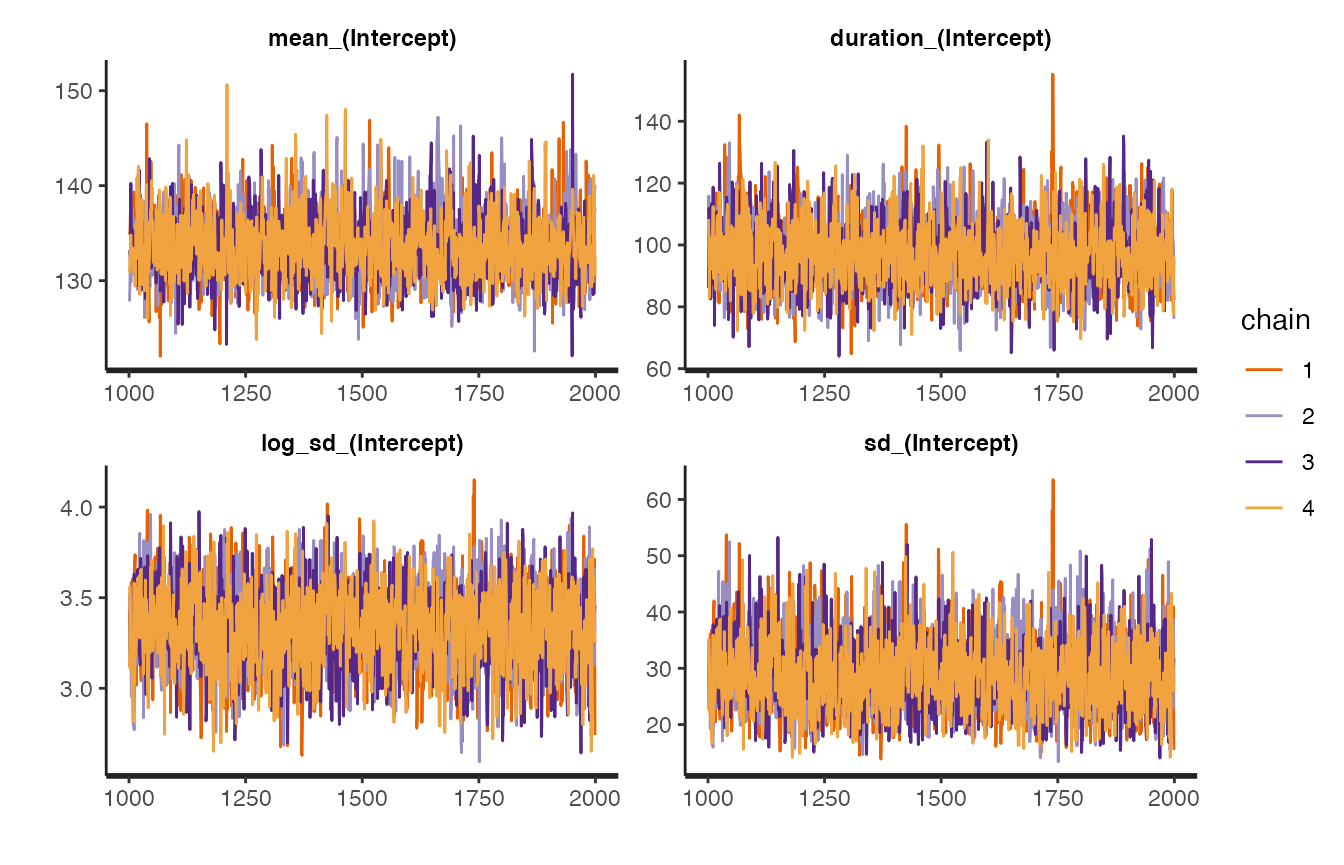 mean_(Intercept)
150
140
130
1000 1250 1500 1750 2000
duration_(Intercept)
140
120
100
80
60
1000 1250 1500 1750 2000
log_sd_(Intercept)
4.0
3.5
3.0
1000 1250 1500 1750 2000
sd_(Intercept)
60
50
40
30
20
1000 1250 1500 1750 2000
chain
1
2
3
4